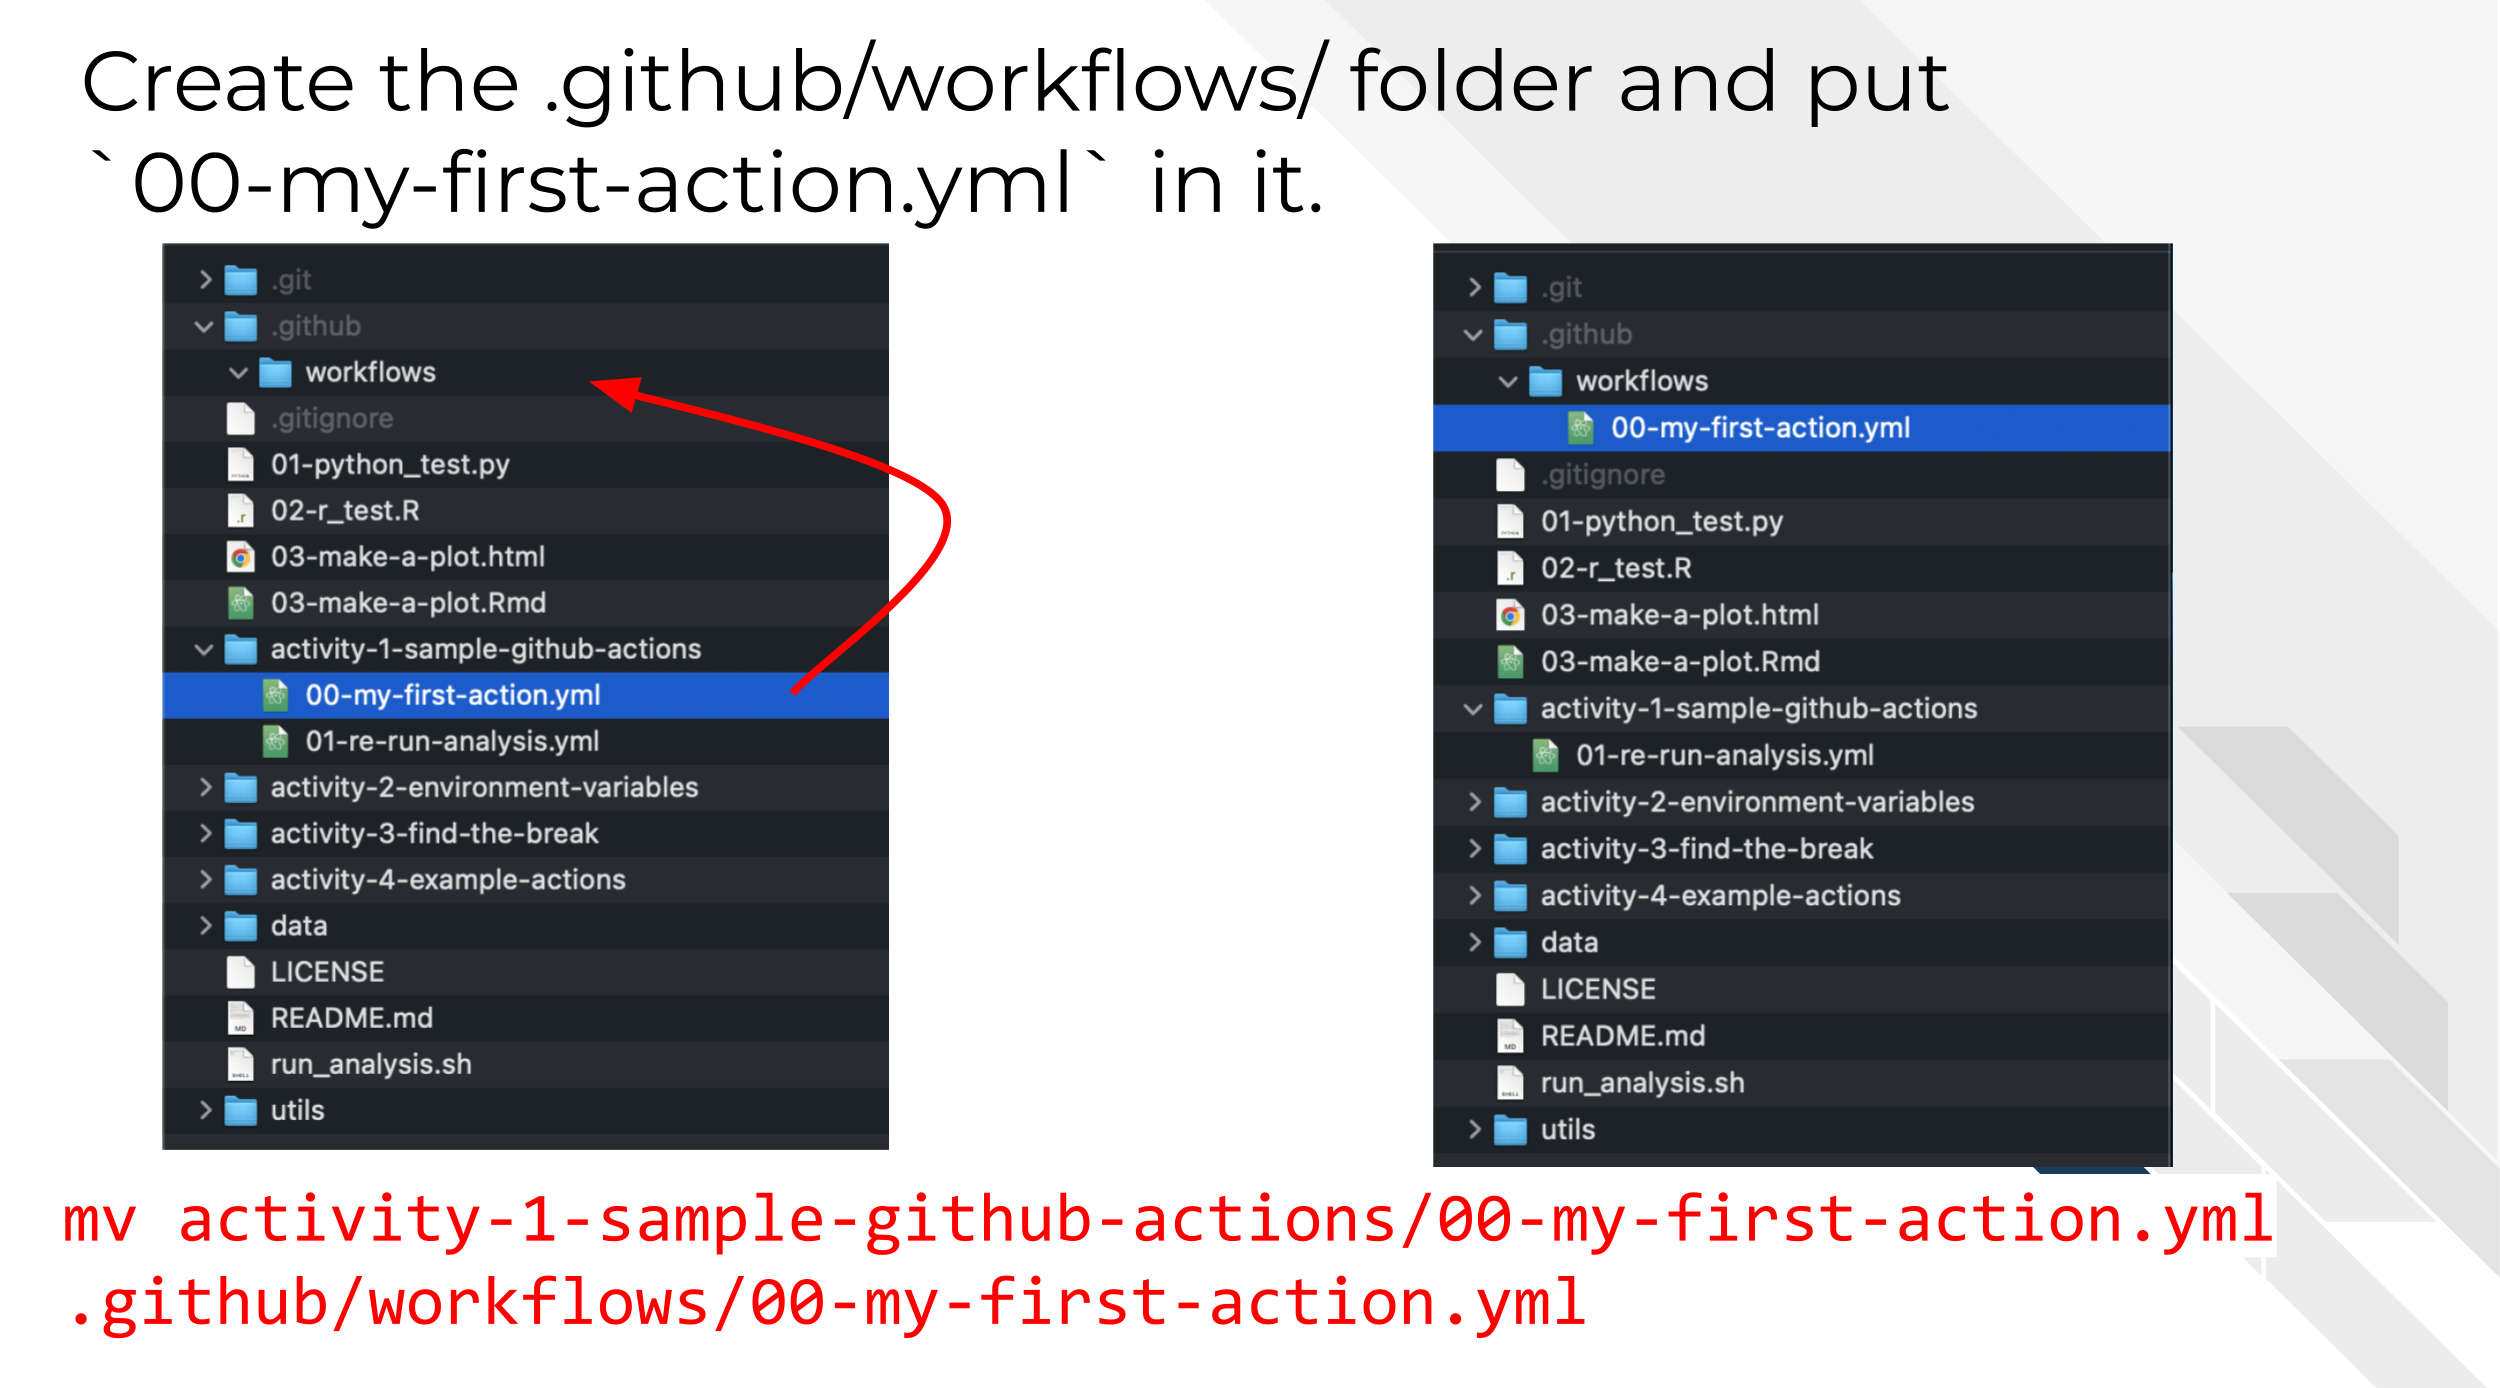 Create the .github/workflows/ folder and put
`00-my-first-action.yml` in it.
.git
.github
workflows
.gitignore
01-python_test.py
02-r_test.R
03-make-a-plot.html
03-make-a-plot.Rmd
activity-1-sample-github-actions
00-my-first-action.yml
01-re-run-analysis.yml
activity-2-environment-variables
activity-3-find-the-break
activity-4-example-actions
data
LICENSE
README.md
run_analysis.sh
utils
.git
.github
workflows
00-my-first-action.yml
.gitignore
01-python_test.py
02-r_test.R
03-make-a-plot.html
03-make-a-plot.Rmd
activity-1-sample-github-actions
01-re-run-analysis.yml
activity-2-environment-variables
activity-3-find-the-break
activity-4-example-actions
data
LICENSE
README.md
run_analysis.sh
utils
mv activity-1-sample-github-actions/00-my-first-action.yml
.github/workflows/00-my-first-action.yml